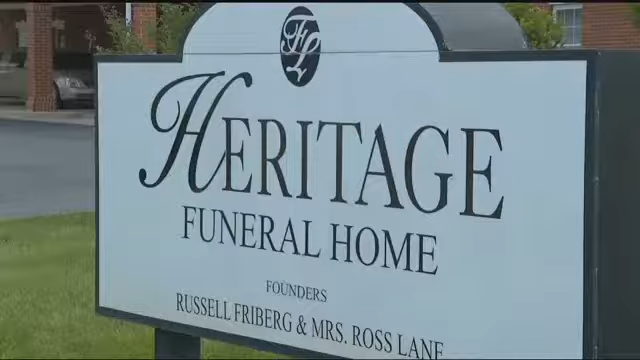 FL
HERITAGE
FUNERAL HOME
FOUNDERS
RUSSELL FRIBERG & MRS. ROSS LANE